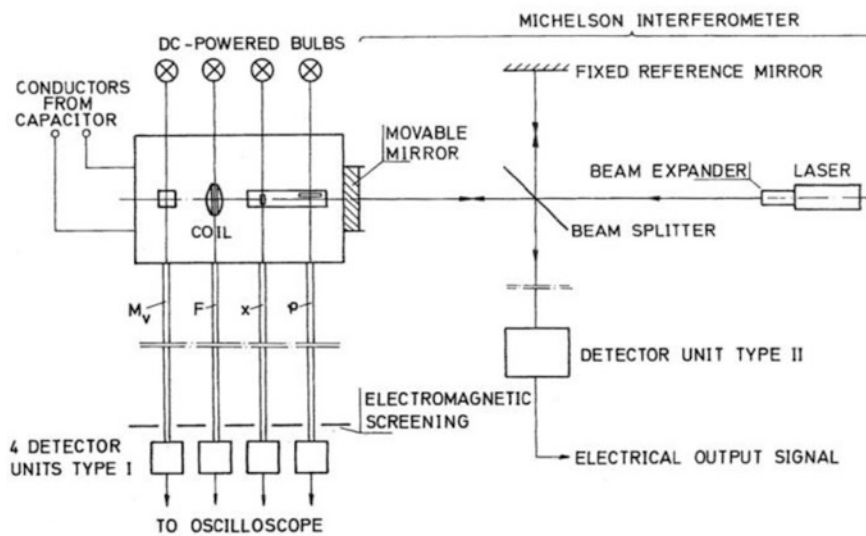 MICHELSON INTERFEROMETER
DC-POWERED BULBS
FIXED REFERENCE MIRROR
CONDUCTORS
FROM
CAPACITOR
MOVABLE
MIRROR
BEAM EXPANDER
LASER
COIL
BEAM SPLITTER
Mv F x p
DETECTOR UNIT TYPE II
ELECTROMAGNETIC
SCREENING
4 DETECTOR
UNITS TYPE I
ELECTRICAL OUTPUT SIGNAL
TO OSCILLOSCOPE